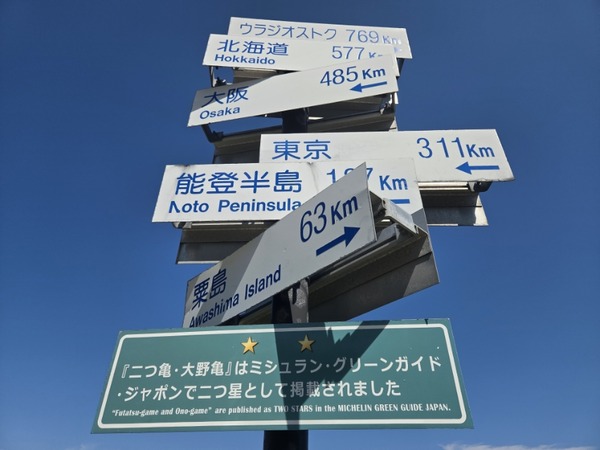 ウラジオストク 769Km
北海道 577Km
Hokkaido
大阪 485Km
Osaka
東京 311Km
能登半島 187Km
Noto Peninsula
63Km
粟島
Awashima Island
『二つ亀・大野亀』はミシュラン・グリーンガイド
・ジャポンで二つ星として掲載されました
"Futatsu-game and Ono-game" are published as TWO STARS in the MICHELIN GREEN GUIDE JAPAN.